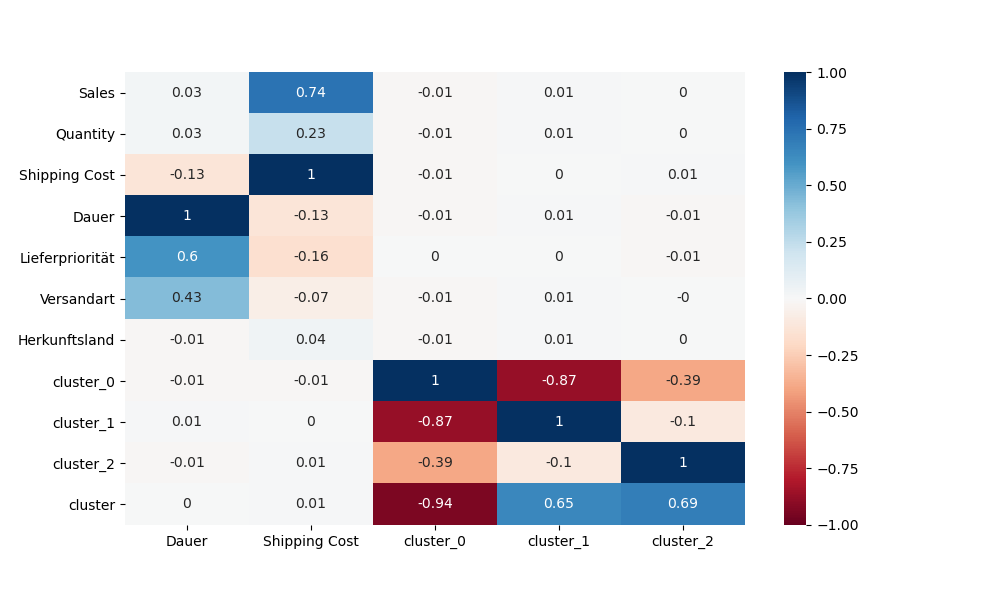 Sales 0.03 0.74 -0.01 0.01 0
Quantity 0.03 0.23 -0.01 0.01 0
Shipping Cost -0.13 1 -0.01 0 0.01
Dauer 1 -0.13 -0.01 0.01 -0.01
Lieferpriorität 0.6 -0.16 0 0 -0.01
Versandart 0.43 -0.07 -0.01 0.01 -0
Herkunftsland -0.01 0.04 -0.01 0.01 0
cluster_0 -0.01 -0.01 1 -0.87 -0.39
cluster_1 0.01 0 -0.87 1 -0.1
cluster_2 -0.01 0.01 -0.39 -0.1 1
cluster 0 0.01 -0.94 0.65 0.69
Dauer Shipping Cost cluster_0 cluster_1 cluster_2
1.00
0.75
0.50
0.25
0.00
−0.25
−0.50
−0.75
−1.00